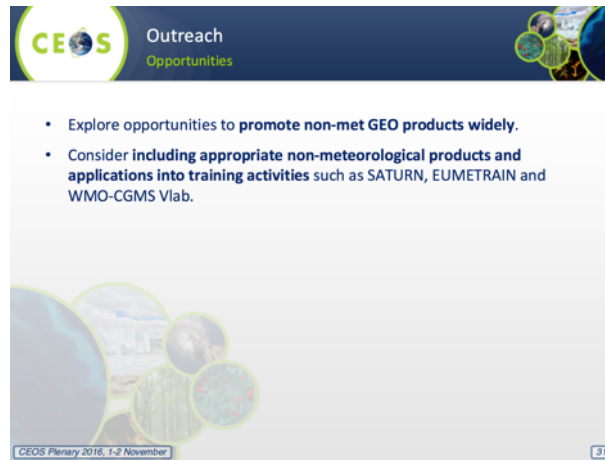 CEOS
Outreach
Opportunities
• Explore opportunities to promote non-met GEO products widely.
• Consider including appropriate non-meteorological products and
applications into training activities such as SATURN, EUMETRAIN and
WMO-CGMS Vlab.
CEOS Plenary 2016, 1-2 November
31